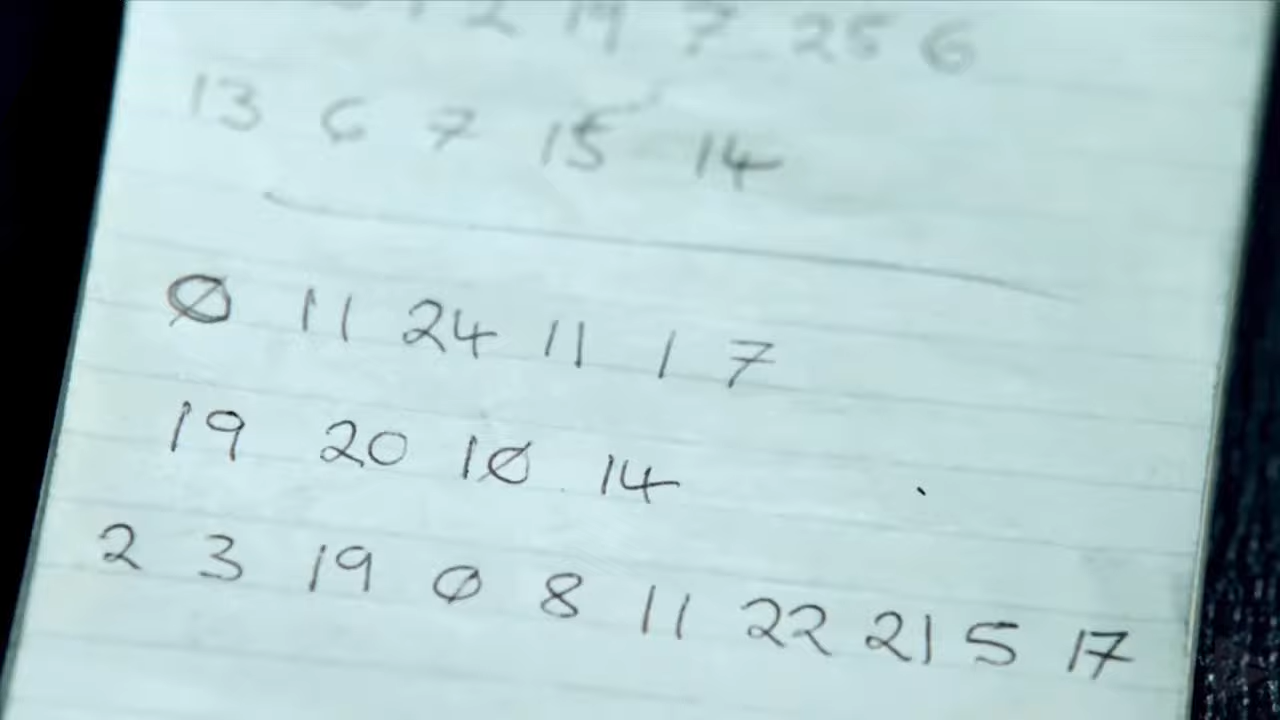 2 19 7 25 6
13 6 7 15 14
Ø 11 24 11 1 7
19 20 1Ø 14
2 3 19 Ø 8 11 22 21 5 17